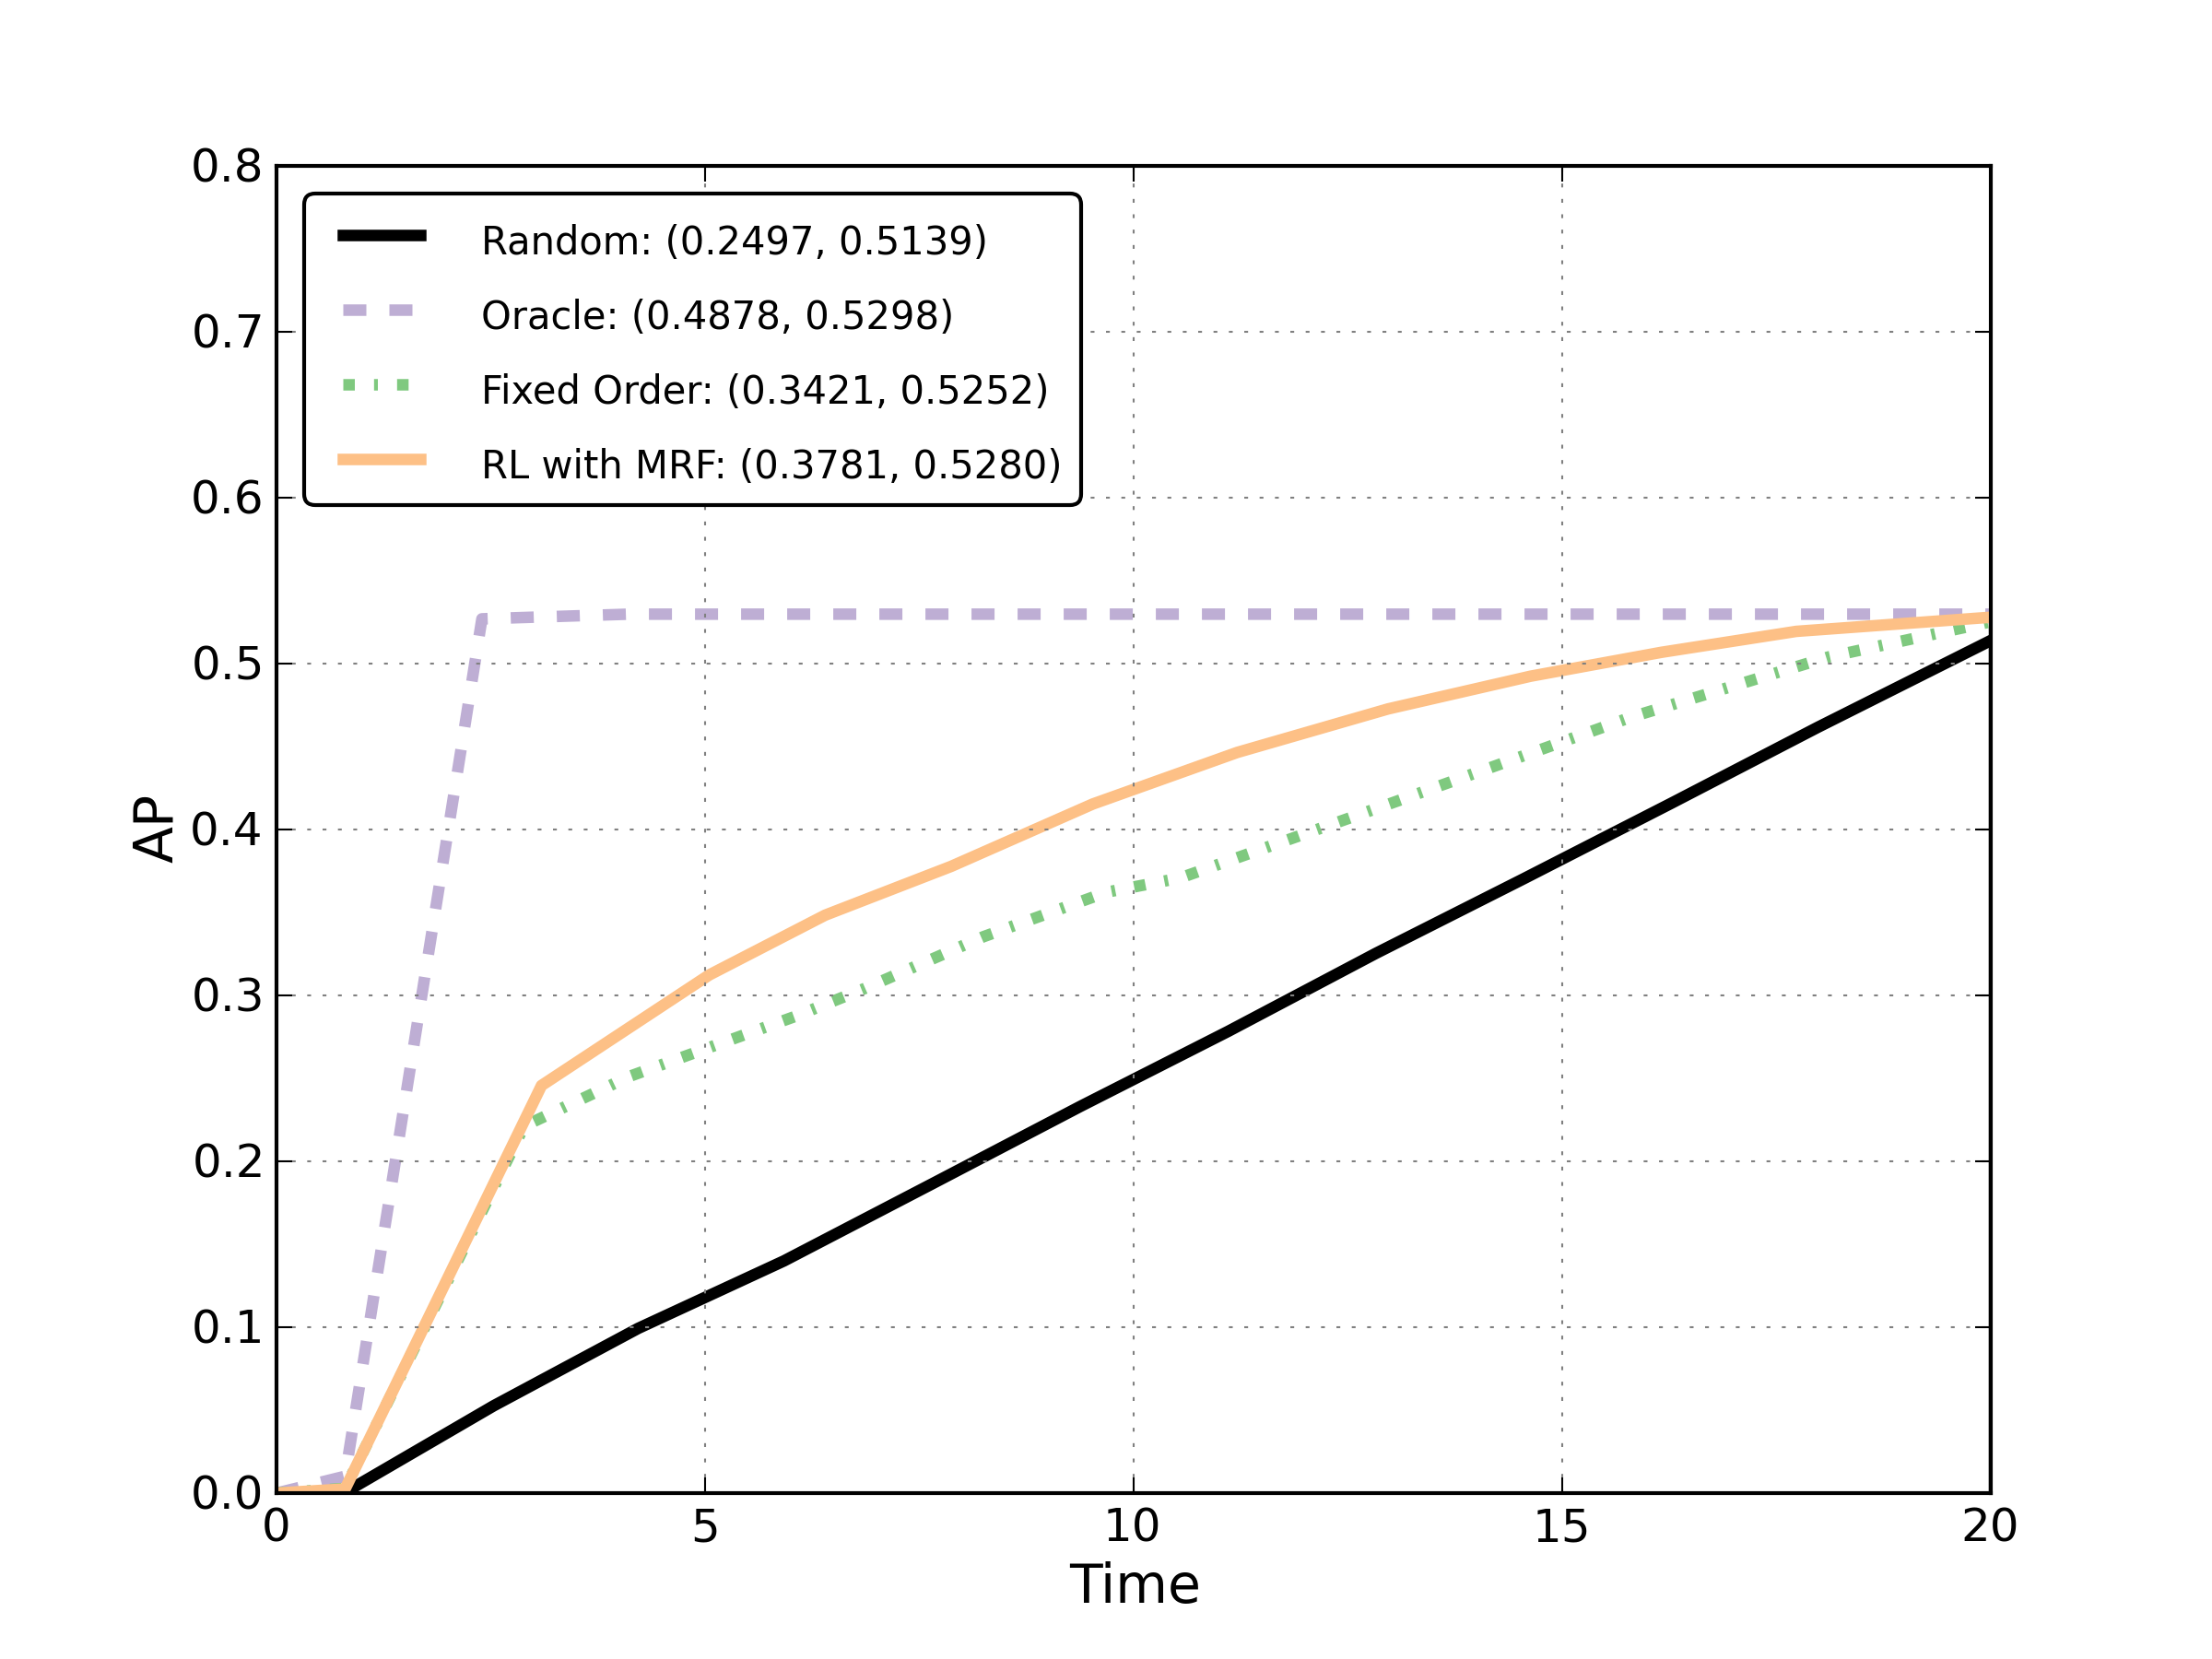 0.8
0.7
0.6
0.5
0.4
0.3
0.2
0.1
0.0
AP
Random: (0.2497, 0.5139)
Oracle: (0.4878, 0.5298)
Fixed Order: (0.3421, 0.5252)
RL with MRF: (0.3781, 0.5280)
0 5 10 15 20
Time